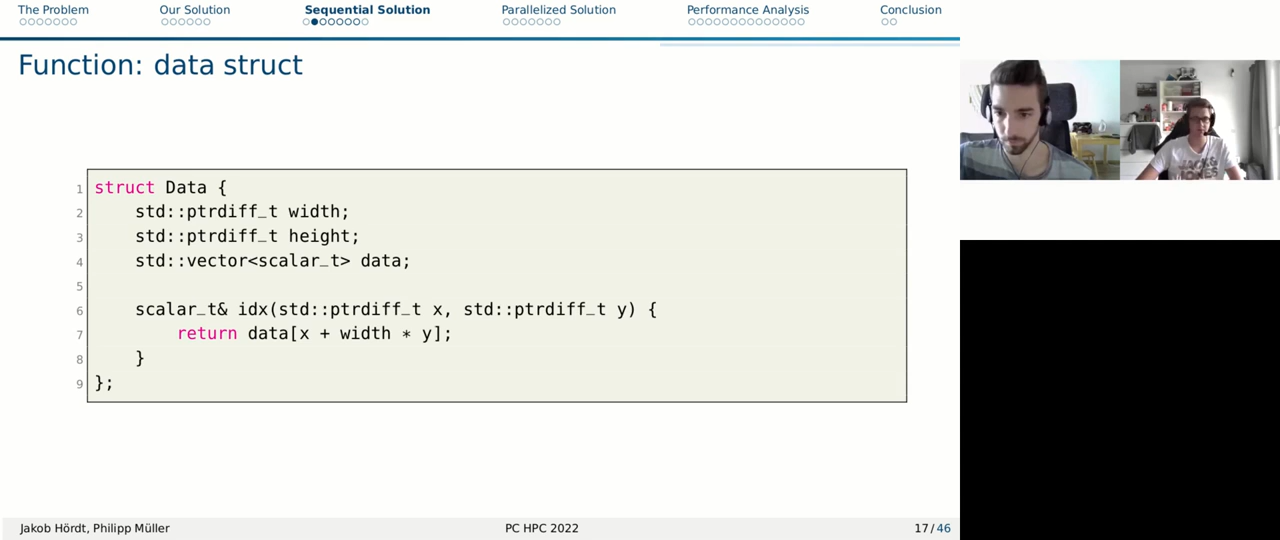 The Problem
Our Solution
Sequential Solution
Parallelized Solution
Performance Analysis
Conclusion
Function: data struct
1 struct Data {
2 std::ptrdiff_t width;
3 std::ptrdiff_t height;
4 std::vector<scalar_t> data;
5
6 scalar_t& idx(std::ptrdiff_t x, std::ptrdiff_t y) {
7 return data[x + width * y];
8 }
9 };
JACK &
JONES
Jakob Hördt, Philipp Müller
PC HPC 2022
17 / 46